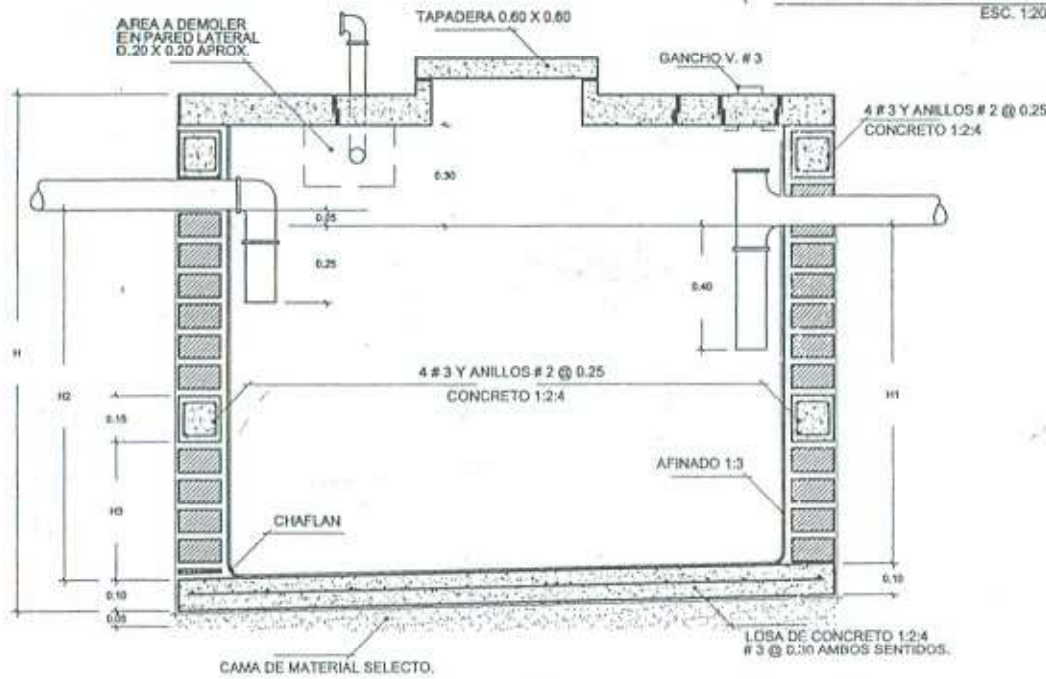 ESC. 1:20
AREA A DEMOLER
EN PARED LATERAL
0.20 X 0.20 APROX.
TAPADERA 0.60 X 0.60
GANCHO V. # 3
4 # 3 Y ANILLOS # 2 @ 0.25
CONCRETO 1:2:4
0.30
0.05
0.25
0.40
H
H2
H1
4 # 3 Y ANILLOS # 2 @ 0.25
CONCRETO 1:2:4
0.15
AFINADO 1:3
H3
CHAFLAN
0.10
0.10
0.05
LOSA DE CONCRETO 1:2:4
# 3 @ 0.30 AMBOS SENTIDOS.
CAMA DE MATERIAL SELECTO.